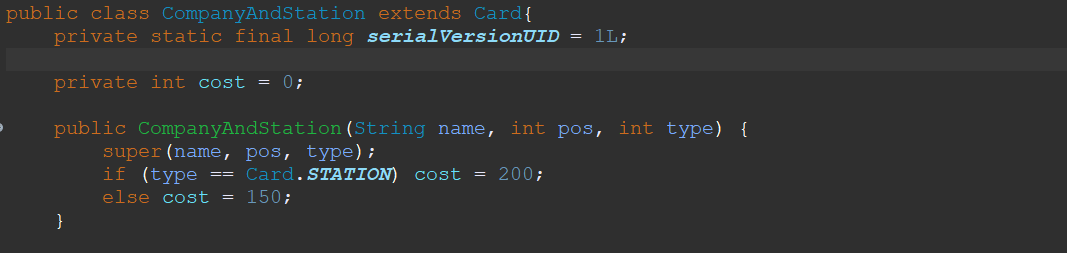 public class CompanyAndStation extends Card{
    private static final long serialVersionUID = 1L;
    private int cost = 0;
    public CompanyAndStation(String name, int pos, int type) {
        super(name, pos, type);
        if (type == Card.STATION) cost = 200;
        else cost = 150;
    }